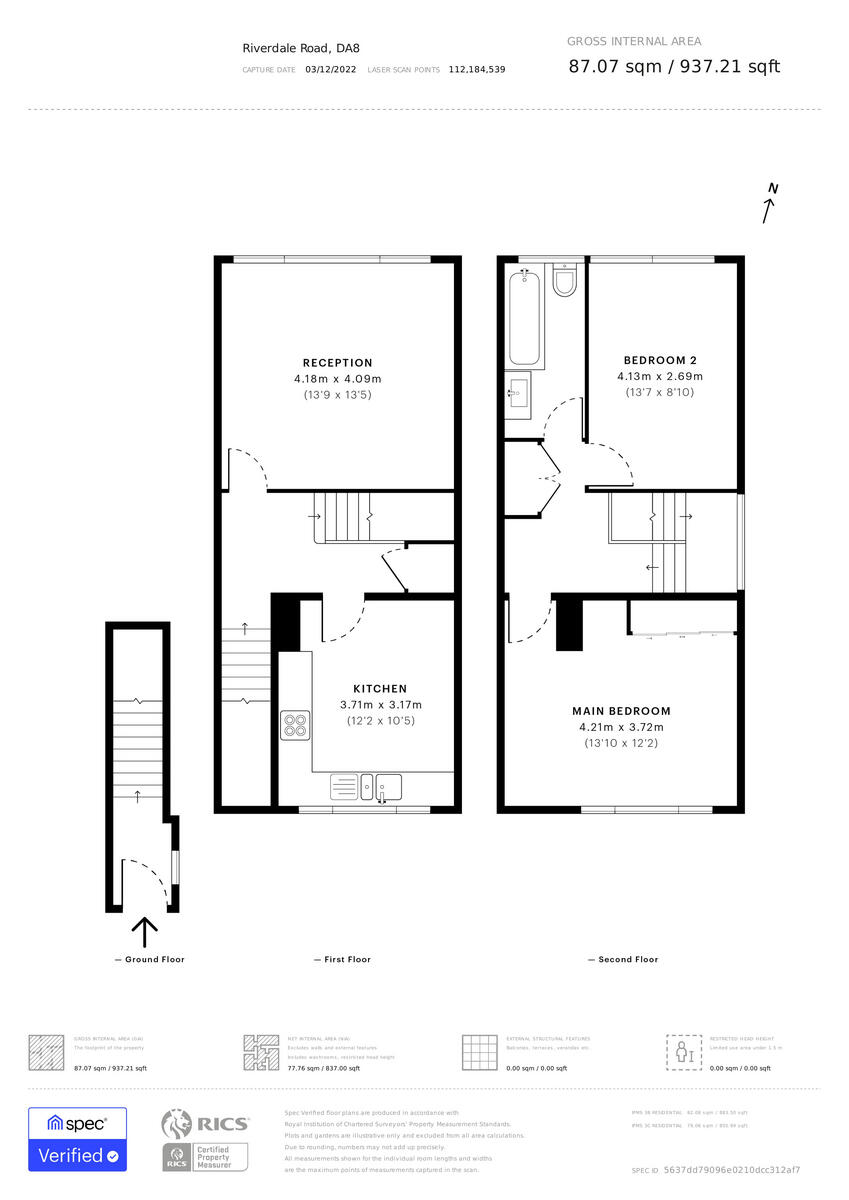 Riverdale Road, DA8
CAPTURE DATE 03/12/2022 LASER SCAN POINTS 112,184,539
GROSS INTERNAL AREA
87.07 sqm / 937.21 sqft
N
RECEPTION
4.18m x 4.09m
(13'9 x 13'5)
BEDROOM 2
4.13m x 2.69m
(13'7 x 8'10)
KITCHEN
3.71m x 3.17m
(12'2 x 10'5)
MAIN BEDROOM
4.21m x 3.72m
(13'10 x 12'2)
— Ground Floor
— First Floor
— Second Floor
GROSS INTERNAL AREA (GIA)
The footprint of the property
87.07 sqm / 937.21 sqft
NET INTERNAL AREA (NIA)
Excludes walls and external features
Includes washrooms, restricted head height
77.76 sqm / 837.00 sqft
EXTERNAL STRUCTURAL FEATURES
Balconies, terraces, verandas etc.
0.00 sqm / 0.00 sqft
RESTRICTED HEAD HEIGHT
Limited use area under 1.5 m
0.00 sqm / 0.00 sqft
spec
Verified
RICS
RICS
Certified
Property
Measurer
Spec Verified floor plans are produced in accordance with
Royal Institution of Chartered Surveyors' Property Measurement Standards.
Plots and gardens are illustrative only and excluded from all area calculations.
Due to rounding, numbers may not add up precisely.
All measurements shown for the individual room lengths and widths
are the maximum points of measurements captured in the scan.
IPMS 3B RESIDENTIAL 82.08 sqm / 883.50 sqft
IPMS 3C RESIDENTIAL 79.06 sqm / 850.99 sqft
SPEC ID 5637dd79096e0210dcc312af7